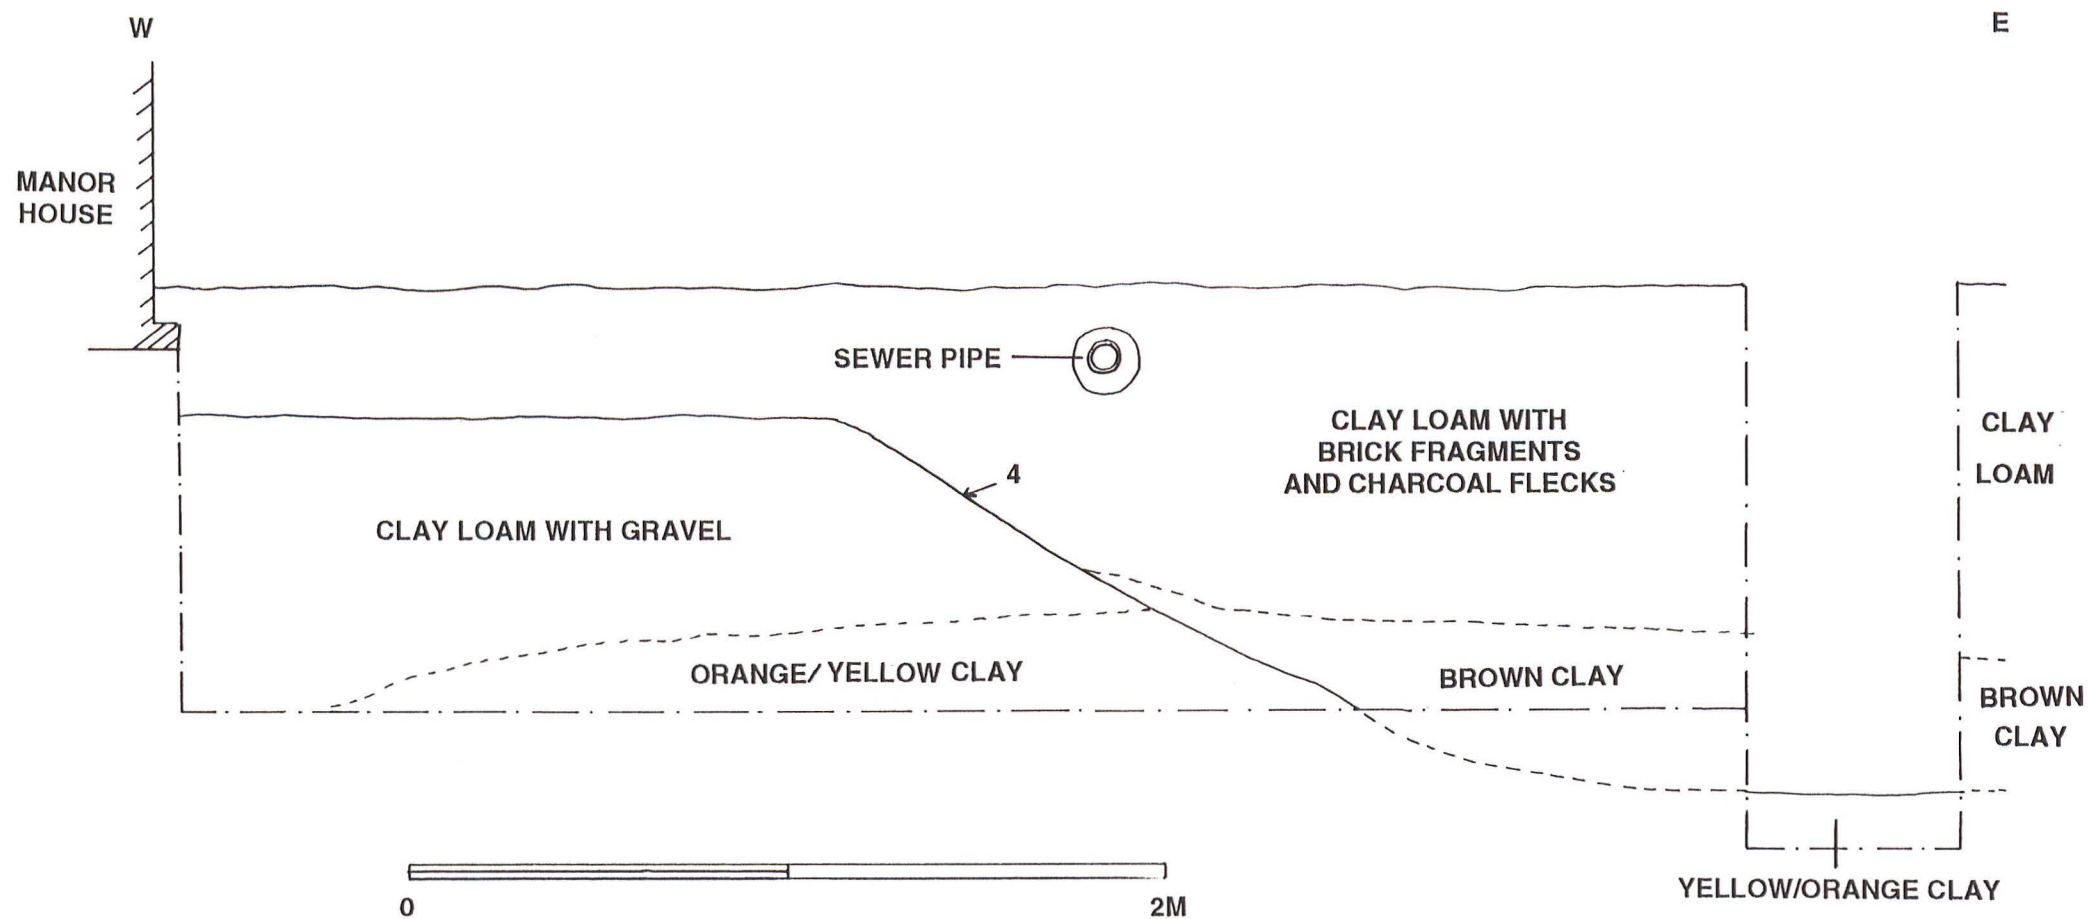 W
E
MANOR
HOUSE
SEWER PIPE
CLAY LOAM WITH
BRICK FRAGMENTS
AND CHARCOAL FLECKS
CLAY
LOAM
4
CLAY LOAM WITH GRAVEL
ORANGE/ YELLOW CLAY
BROWN CLAY
BROWN
CLAY
YELLOW/ORANGE CLAY
0
2M